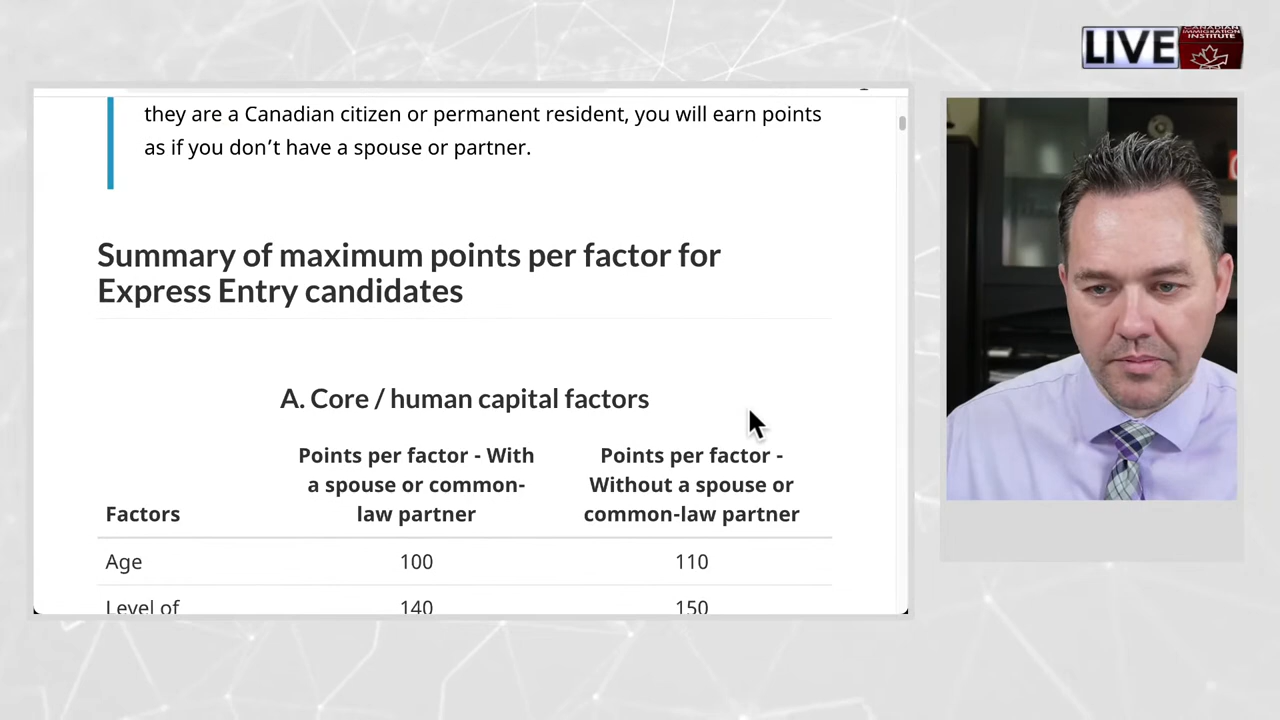 LIVE
CANADIAN
IMMIGRATION
INSTITUTE
they are a Canadian citizen or permanent resident, you will earn points
as if you don’t have a spouse or partner.
Summary of maximum points per factor for
Express Entry candidates
A. Core / human capital factors
Factors
Points per factor - With
a spouse or common-
law partner
Points per factor -
Without a spouse or
common-law partner
Age 100 110
Level of 140 150